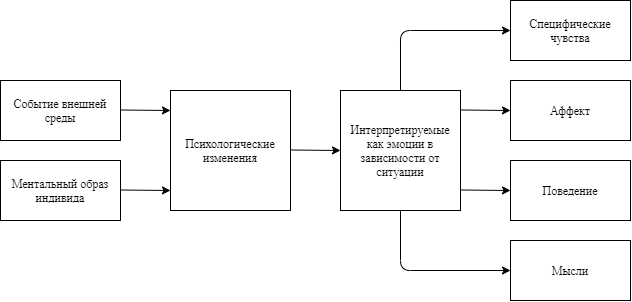 Специфические
чувства
Событие внешней
среды
Аффект
Психологические
изменения
Интерпретируемые
как эмоции в
зависимости от
ситуации
Ментальный образ
индивида
Поведение
Мысли